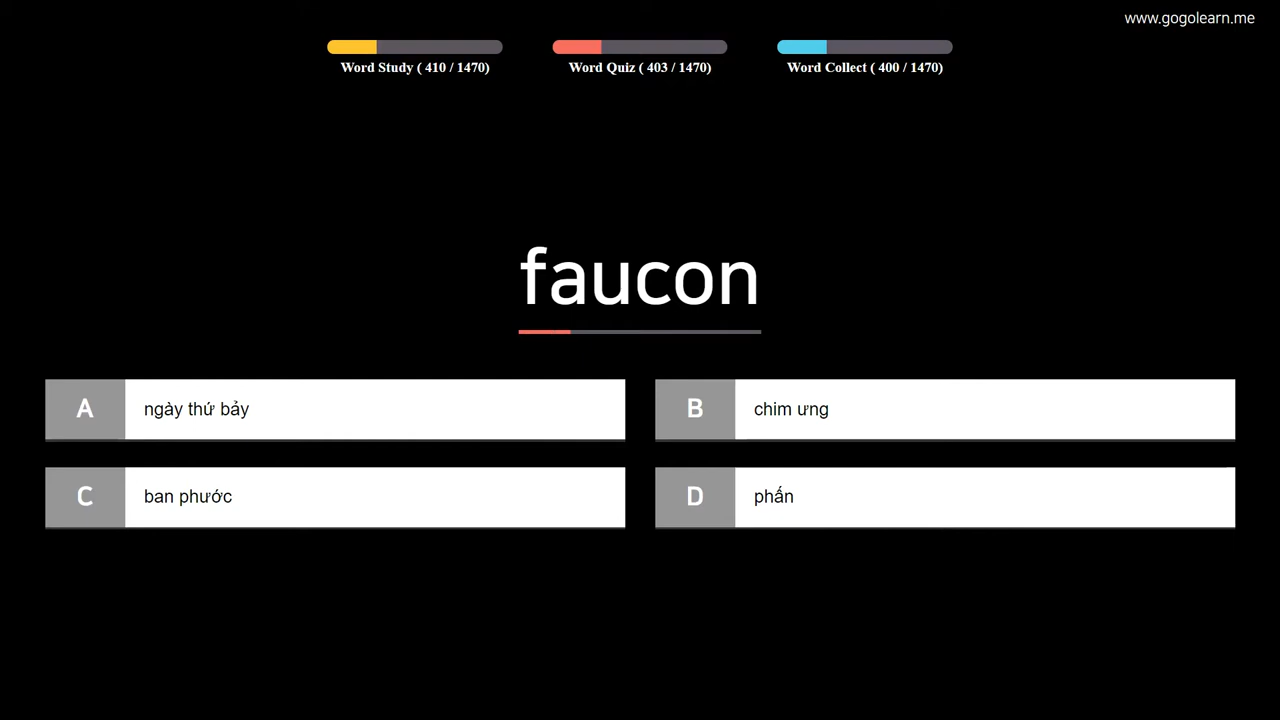 www.gogolearn.me
Word Study ( 410 / 1470)
Word Quiz ( 403 / 1470)
Word Collect ( 400 / 1470)
faucon
A ngày thứ bảy
B chim ưng
C ban phước
D phấn